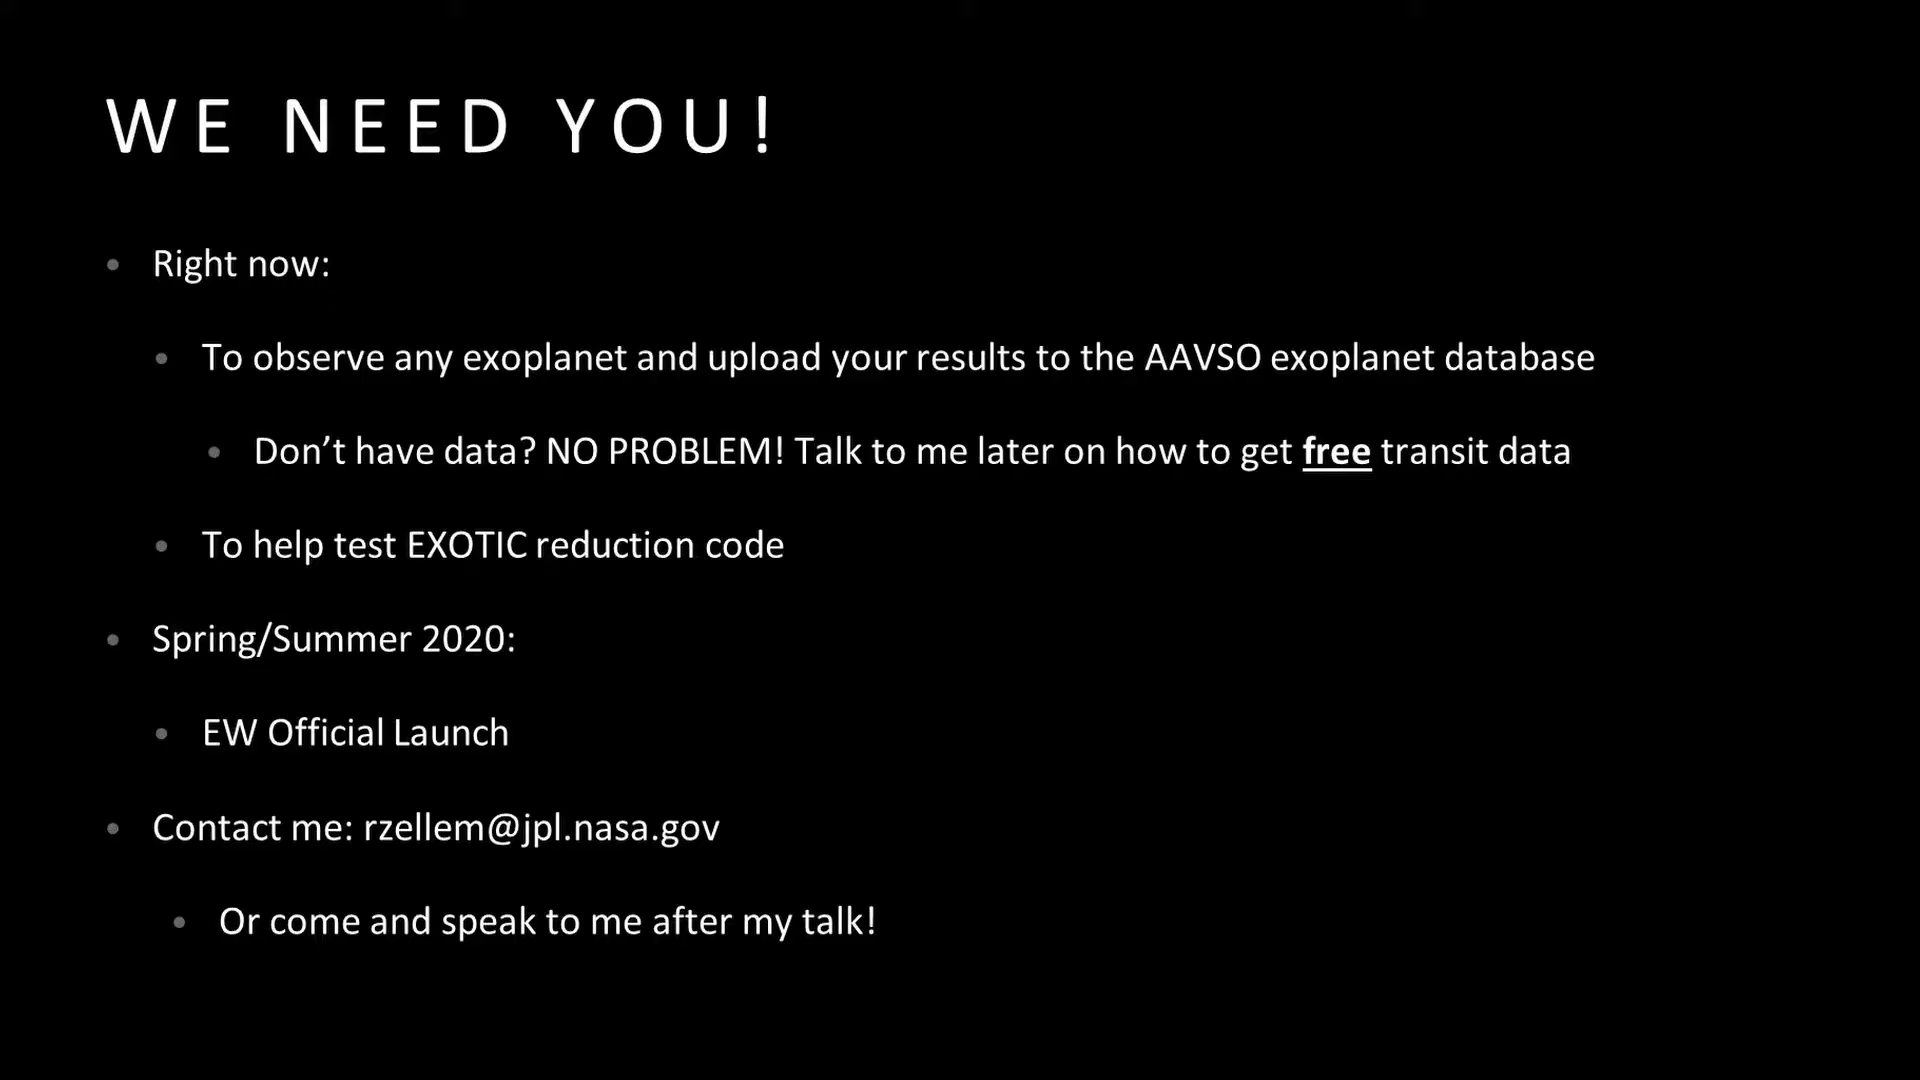 WE NEED YOU!
• Right now:
• To observe any exoplanet and upload your results to the AAVSO exoplanet database
• Don’t have data? NO PROBLEM! Talk to me later on how to get free transit data
• To help test EXOTIC reduction code
• Spring/Summer 2020:
• EW Official Launch
• Contact me: rzellem@jpl.nasa.gov
• Or come and speak to me after my talk!